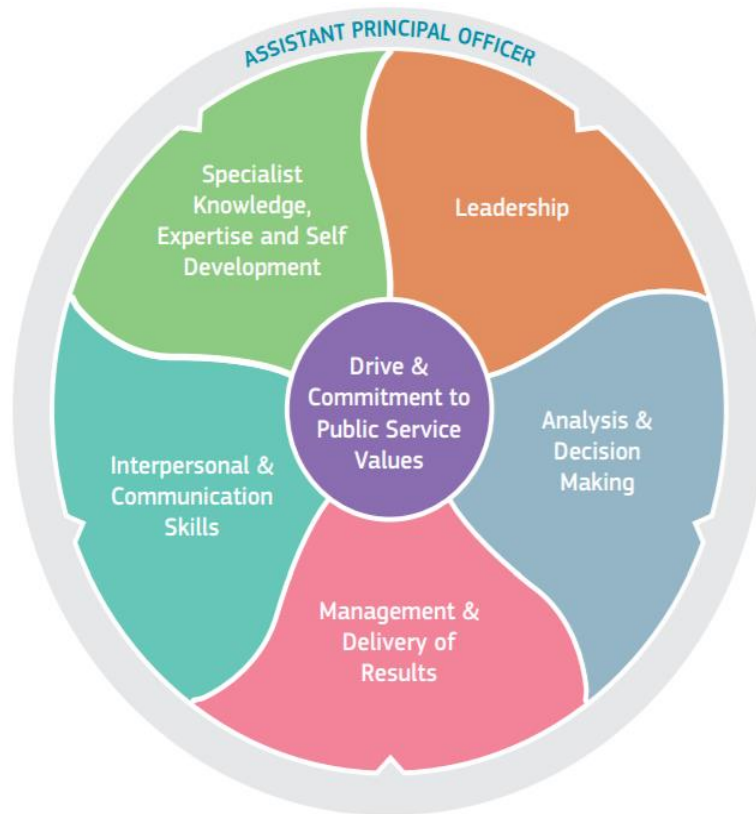 ASSISTANT PRINCIPAL OFFICER
Specialist
Knowledge,
Expertise and Self
Development
Leadership
Drive &
Commitment to
Public Service
Values
Analysis &
Decision
Making
Interpersonal &
Communication
Skills
Management &
Delivery of
Results